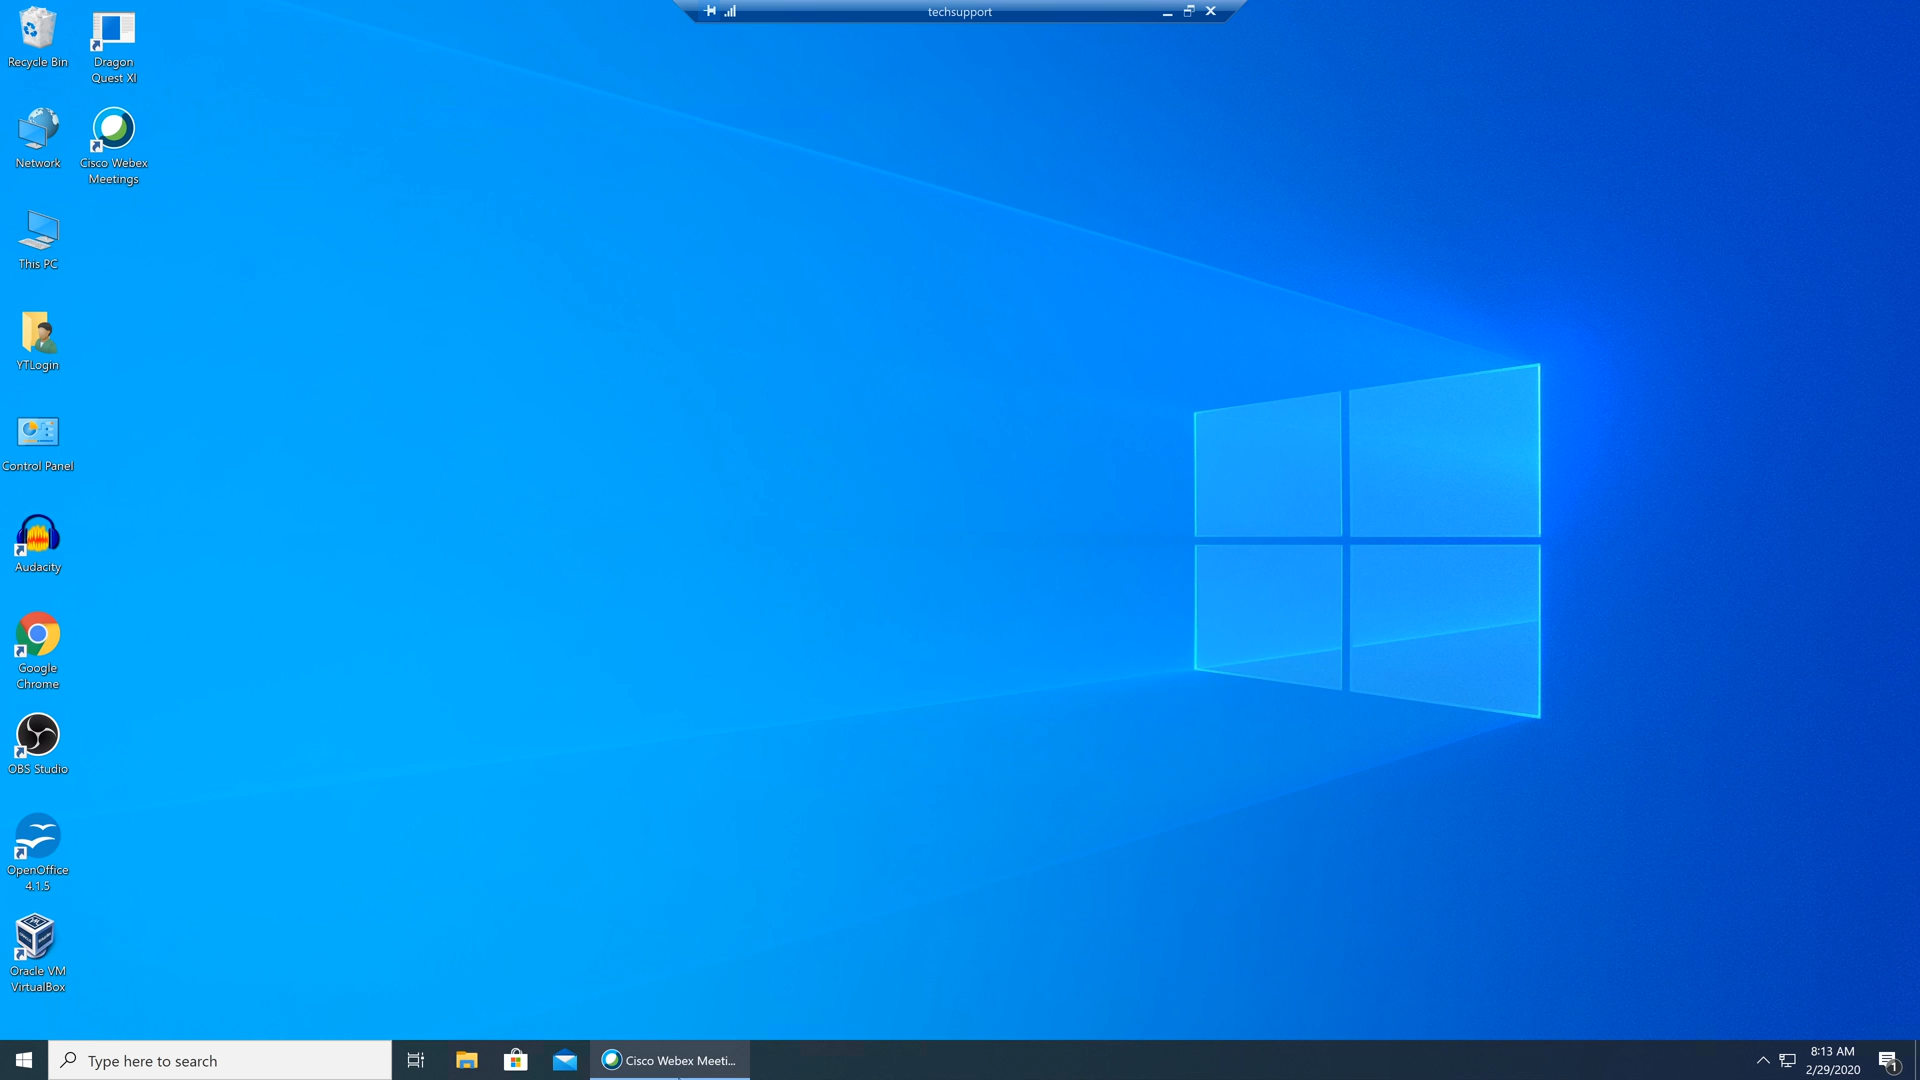 techsupport
Recycle Bin
Dragon
Quest XI
Network
Cisco Webex
Meetings
This PC
YTLogin
Control Panel
Audacity
Google
Chrome
OBS Studio
OpenOffice
4.1.5
Oracle VM
VirtualBox
Type here to search
Cisco Webex Meeti...
8:13 AM
2/29/2020
1